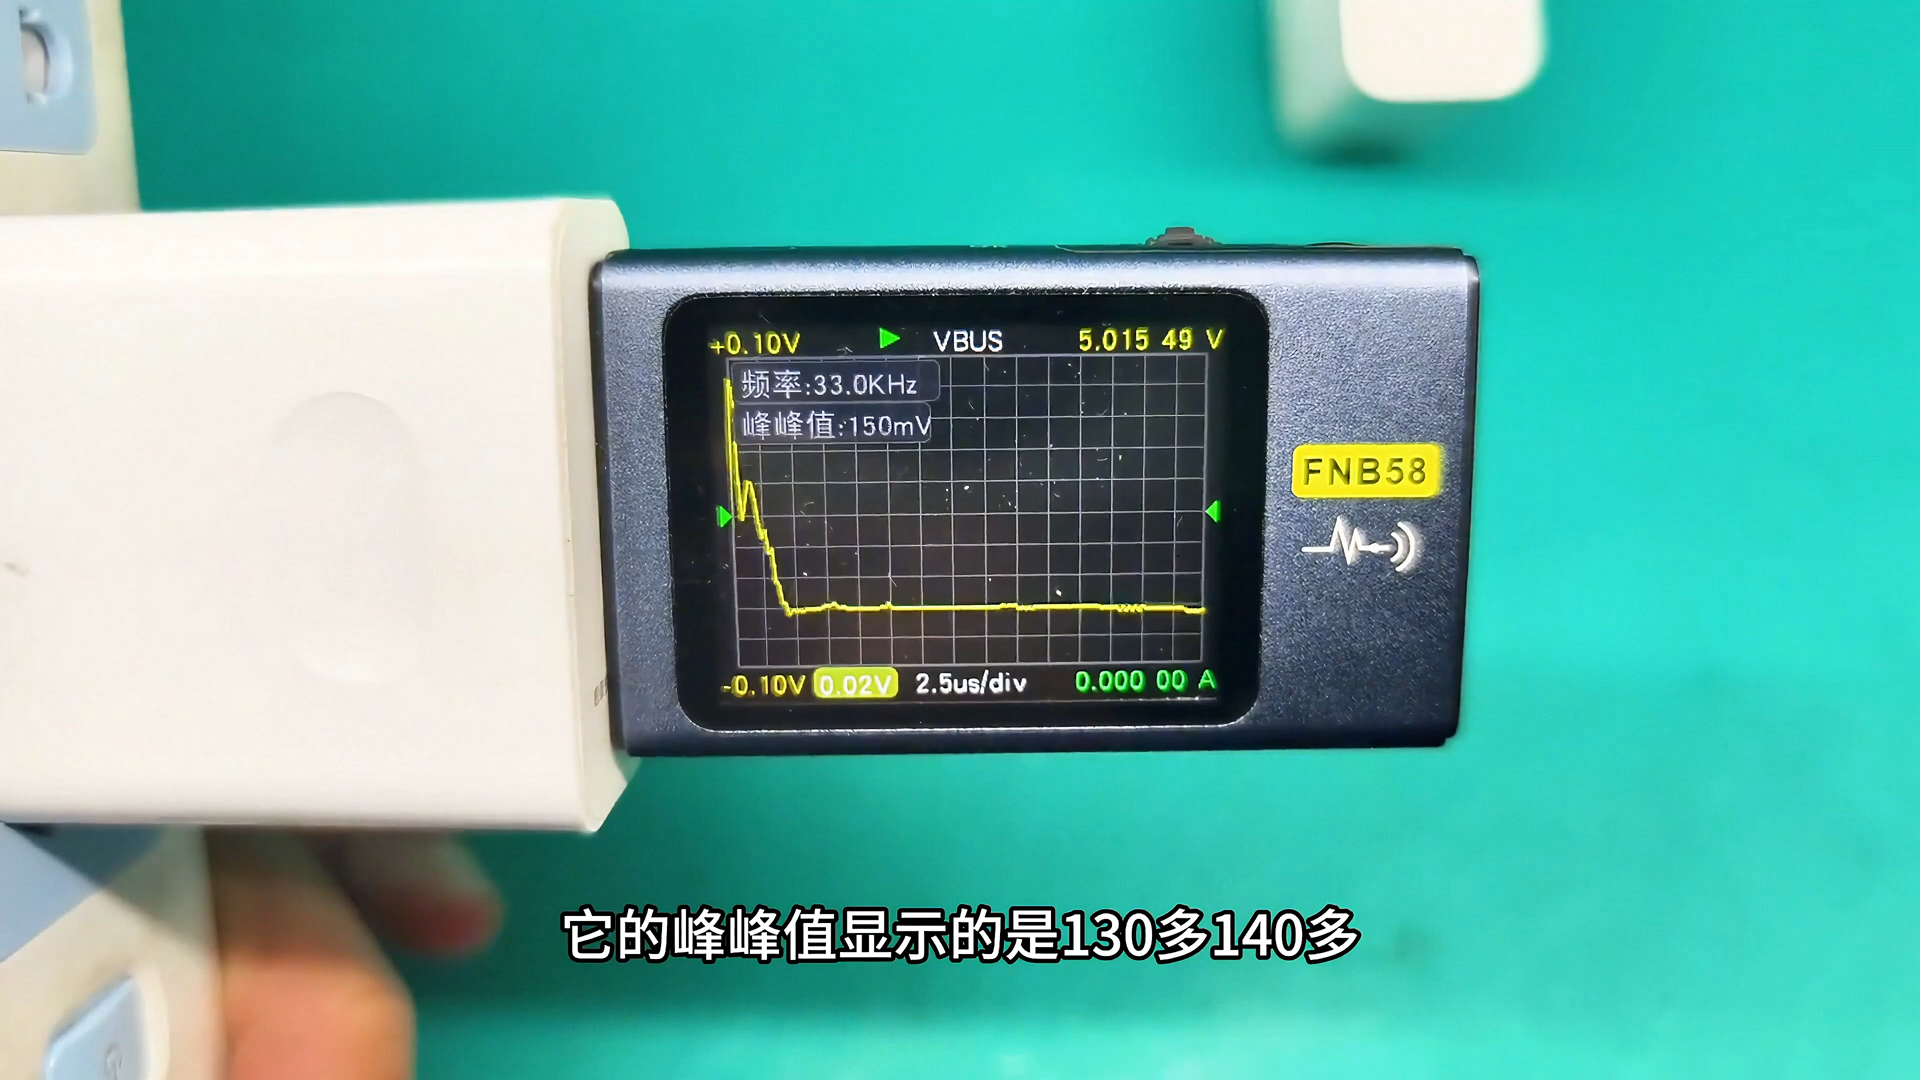 +0.10V VBUS 5.015 49 V
频率:33.0KHz
峰峰值:150mV
FNB58
-0.10V 0.02V 2.5us/div 0.000 00 A
它的峰峰值显示的是130多140多